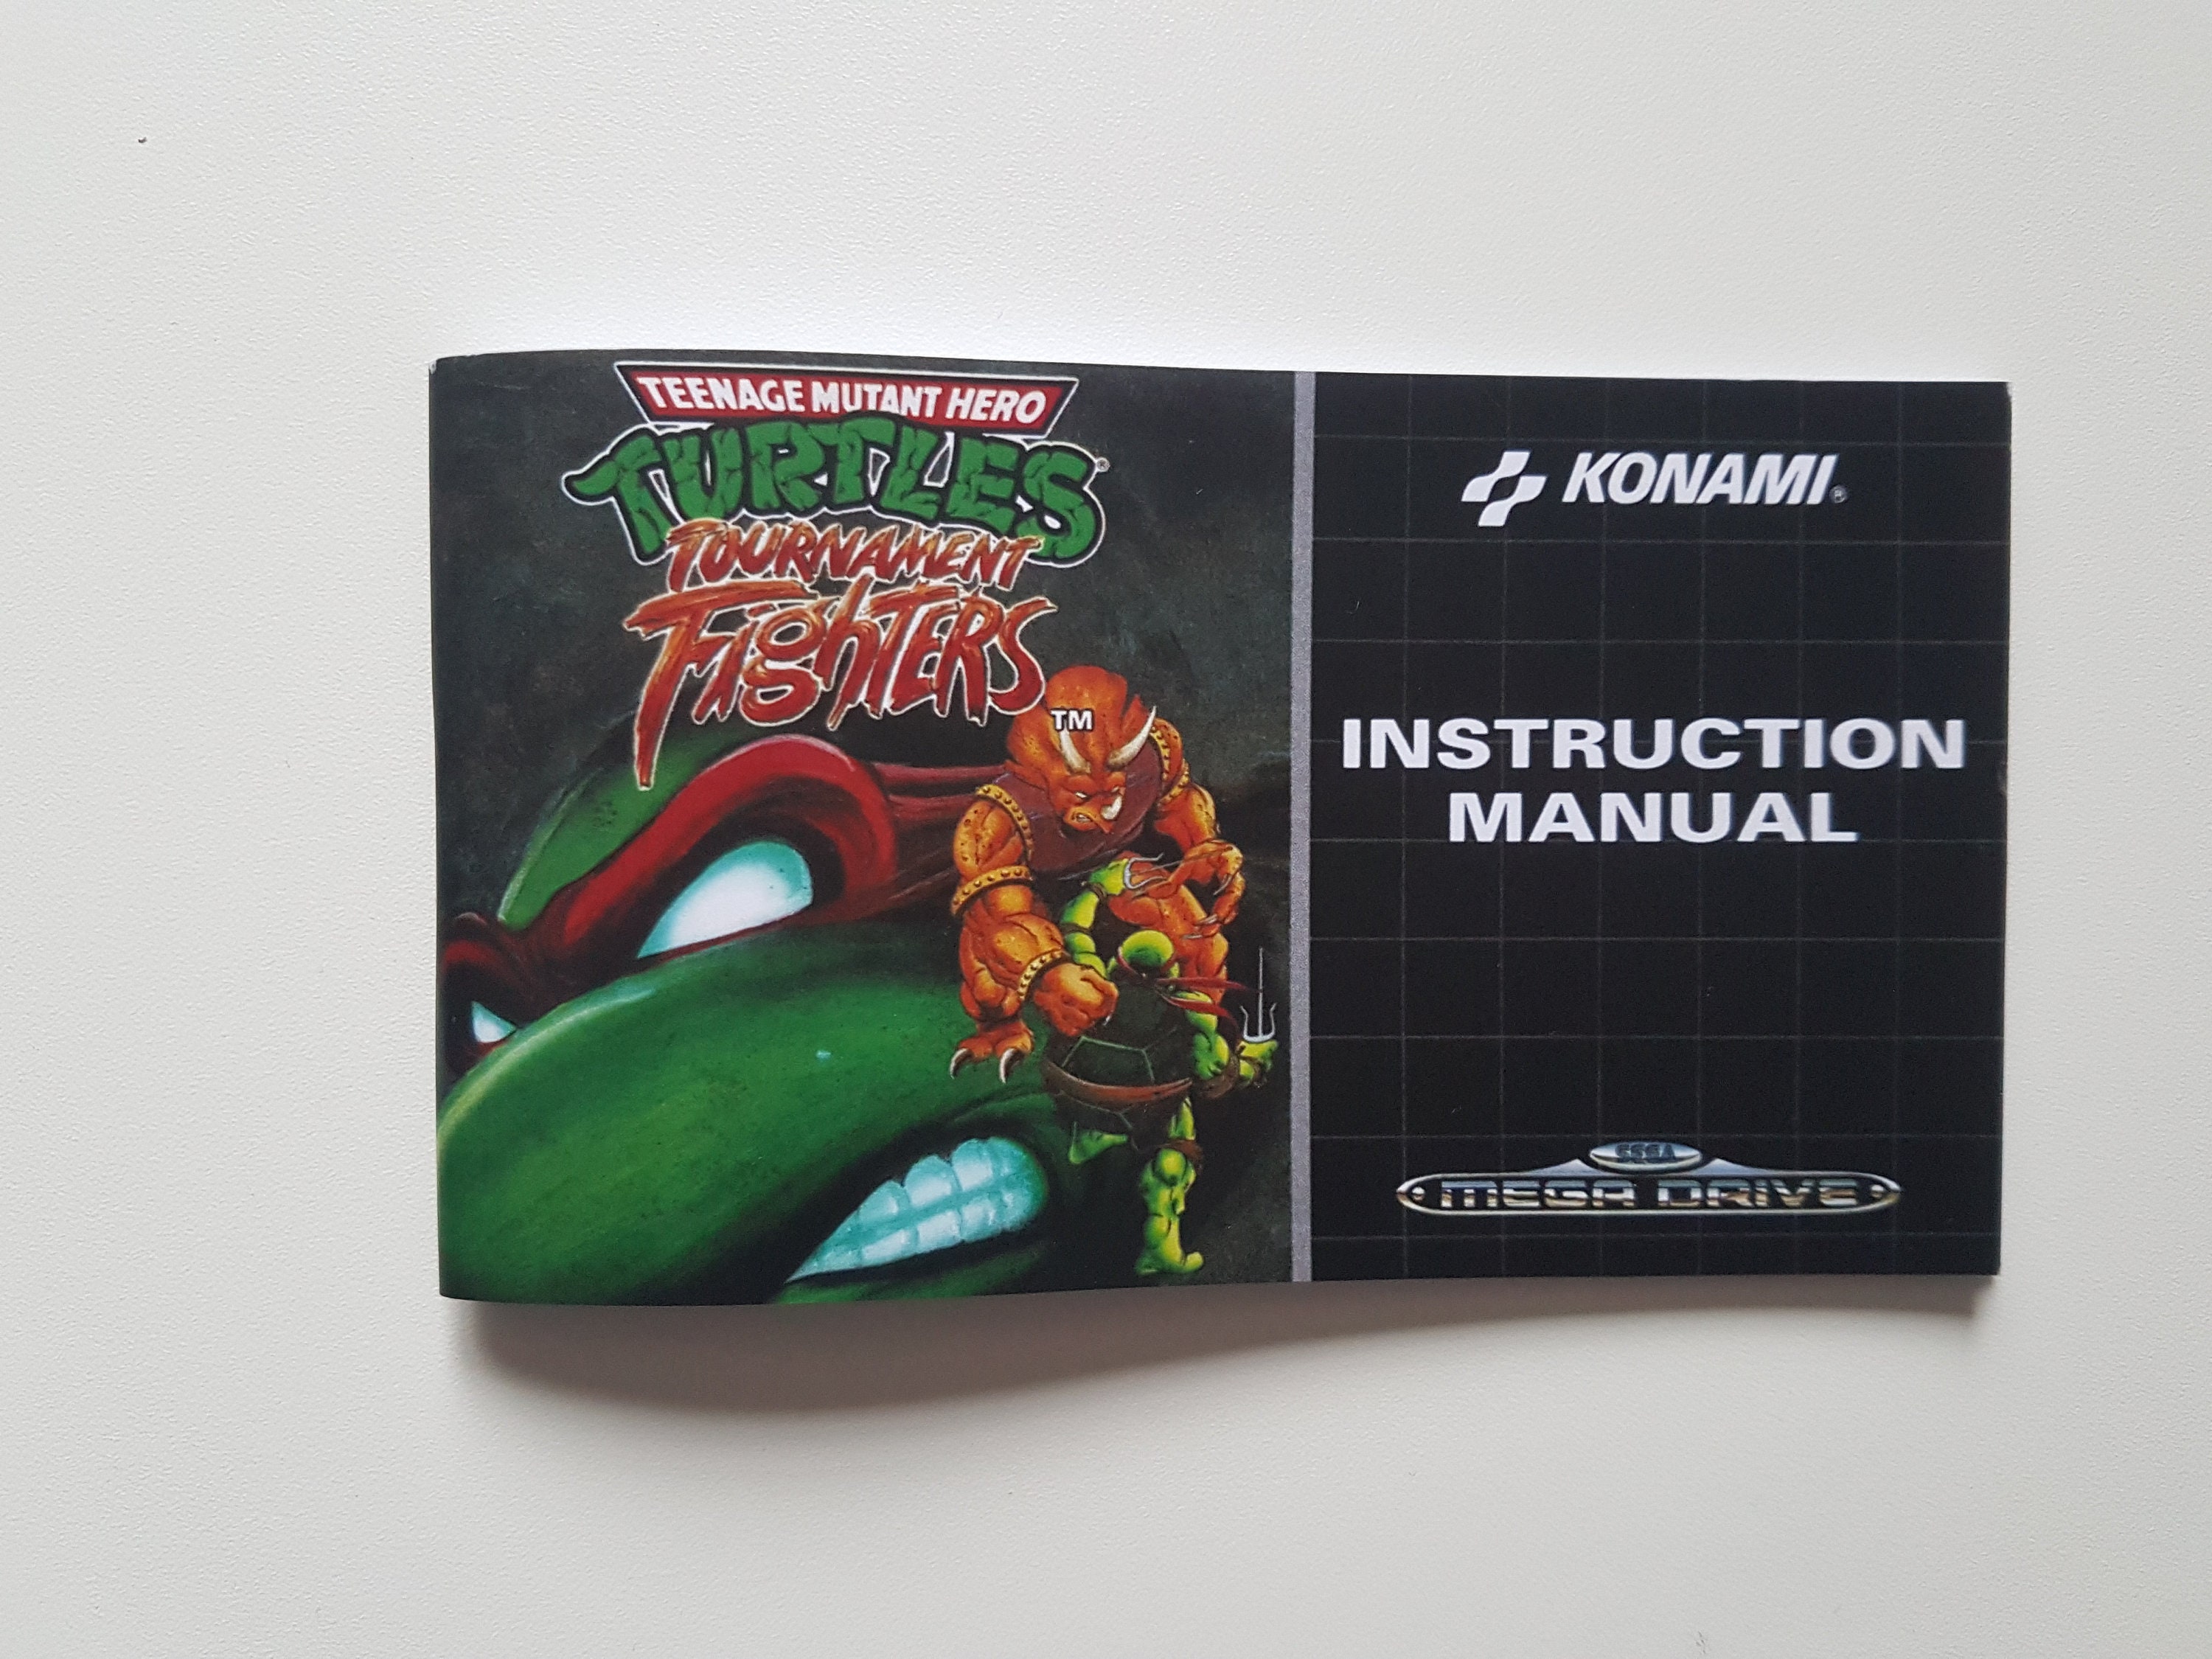 TEENAGE MUTANT HERO
TURTLES®
TOURNAMENT
FighTERS
TM
KONAMI®
INSTRUCTION
MANUAL
SEGA
MEGA DRIVE